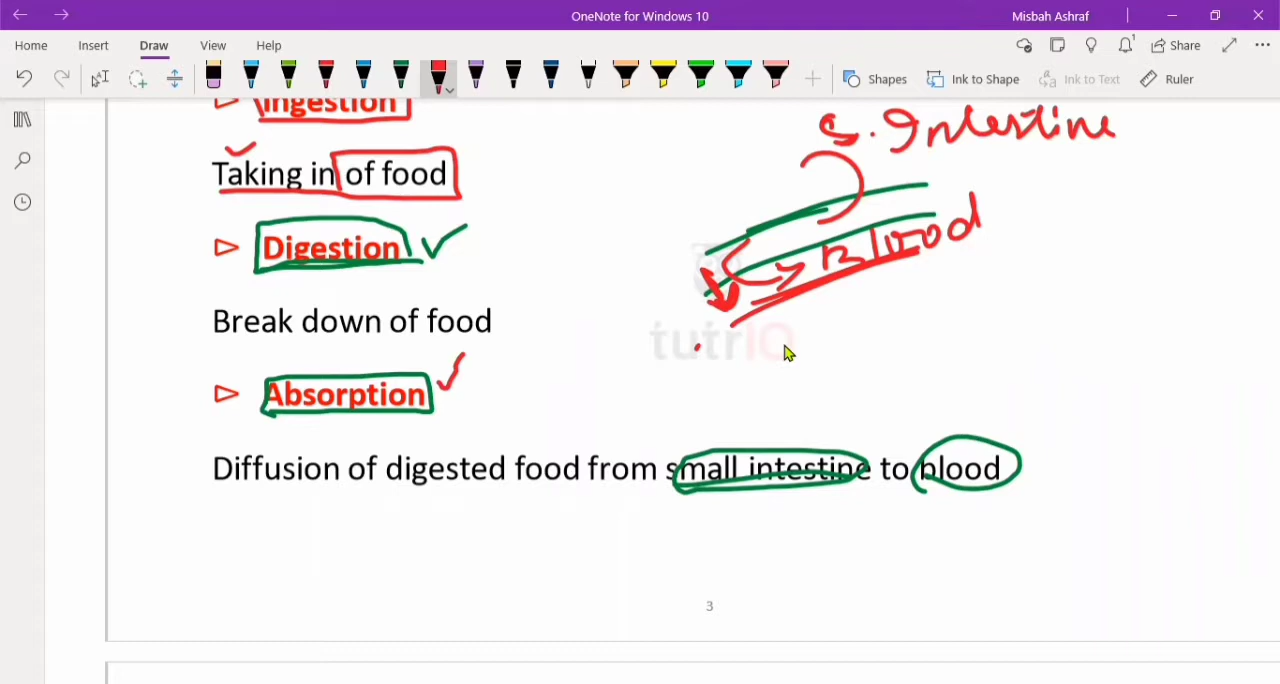 OneNote for Windows 10
Misbah Ashraf
Home Insert Draw View Help
Share
Shapes Ink to Shape Ink to Text Ruler
Ingestion
S. Intestine
Taking in of food
Digestion
Blood
Break down of food
tutrIQ
Absorption
Diffusion of digested food from small intestine to blood
3